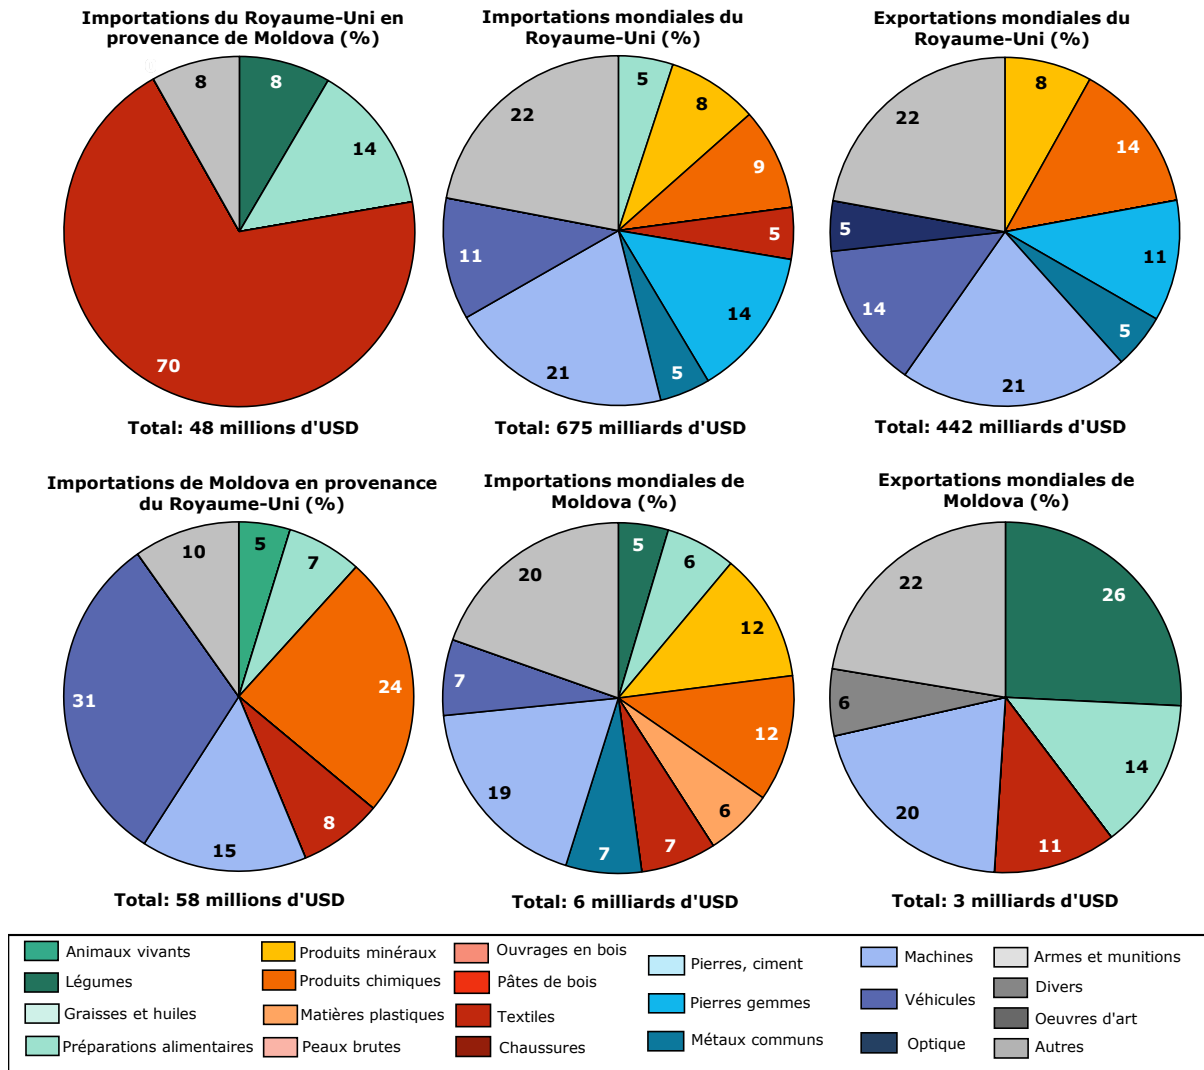 Importations du Royaume-Uni en
provenance de Moldova (%)
8
8
14
70
Total: 48 millions d'USD
Importations mondiales du
Royaume-Uni (%)
5
8
9
5
14
5
21
11
22
Total: 675 milliards d'USD
Exportations mondiales du
Royaume-Uni (%)
8
14
11
5
21
14
5
22
Total: 442 milliards d'USD
Importations de Moldova en provenance
du Royaume-Uni (%)
5
7
24
8
15
31
10
Total: 58 millions d'USD
Importations mondiales de
Moldova (%)
5
6
12
12
6
7
7
19
7
20
Total: 6 milliards d'USD
Exportations mondiales de
Moldova (%)
26
14
11
20
6
22
Total: 3 milliards d'USD
Animaux vivants
Légumes
Graisses et huiles
Préparations alimentaires
Produits minéraux
Produits chimiques
Matières plastiques
Peaux brutes
Ouvrages en bois
Pâtes de bois
Textiles
Chaussures
Pierres, ciment
Pierres gemmes
Métaux communs
Machines
Véhicules
Optique
Armes et munitions
Divers
Oeuvres d'art
Autres